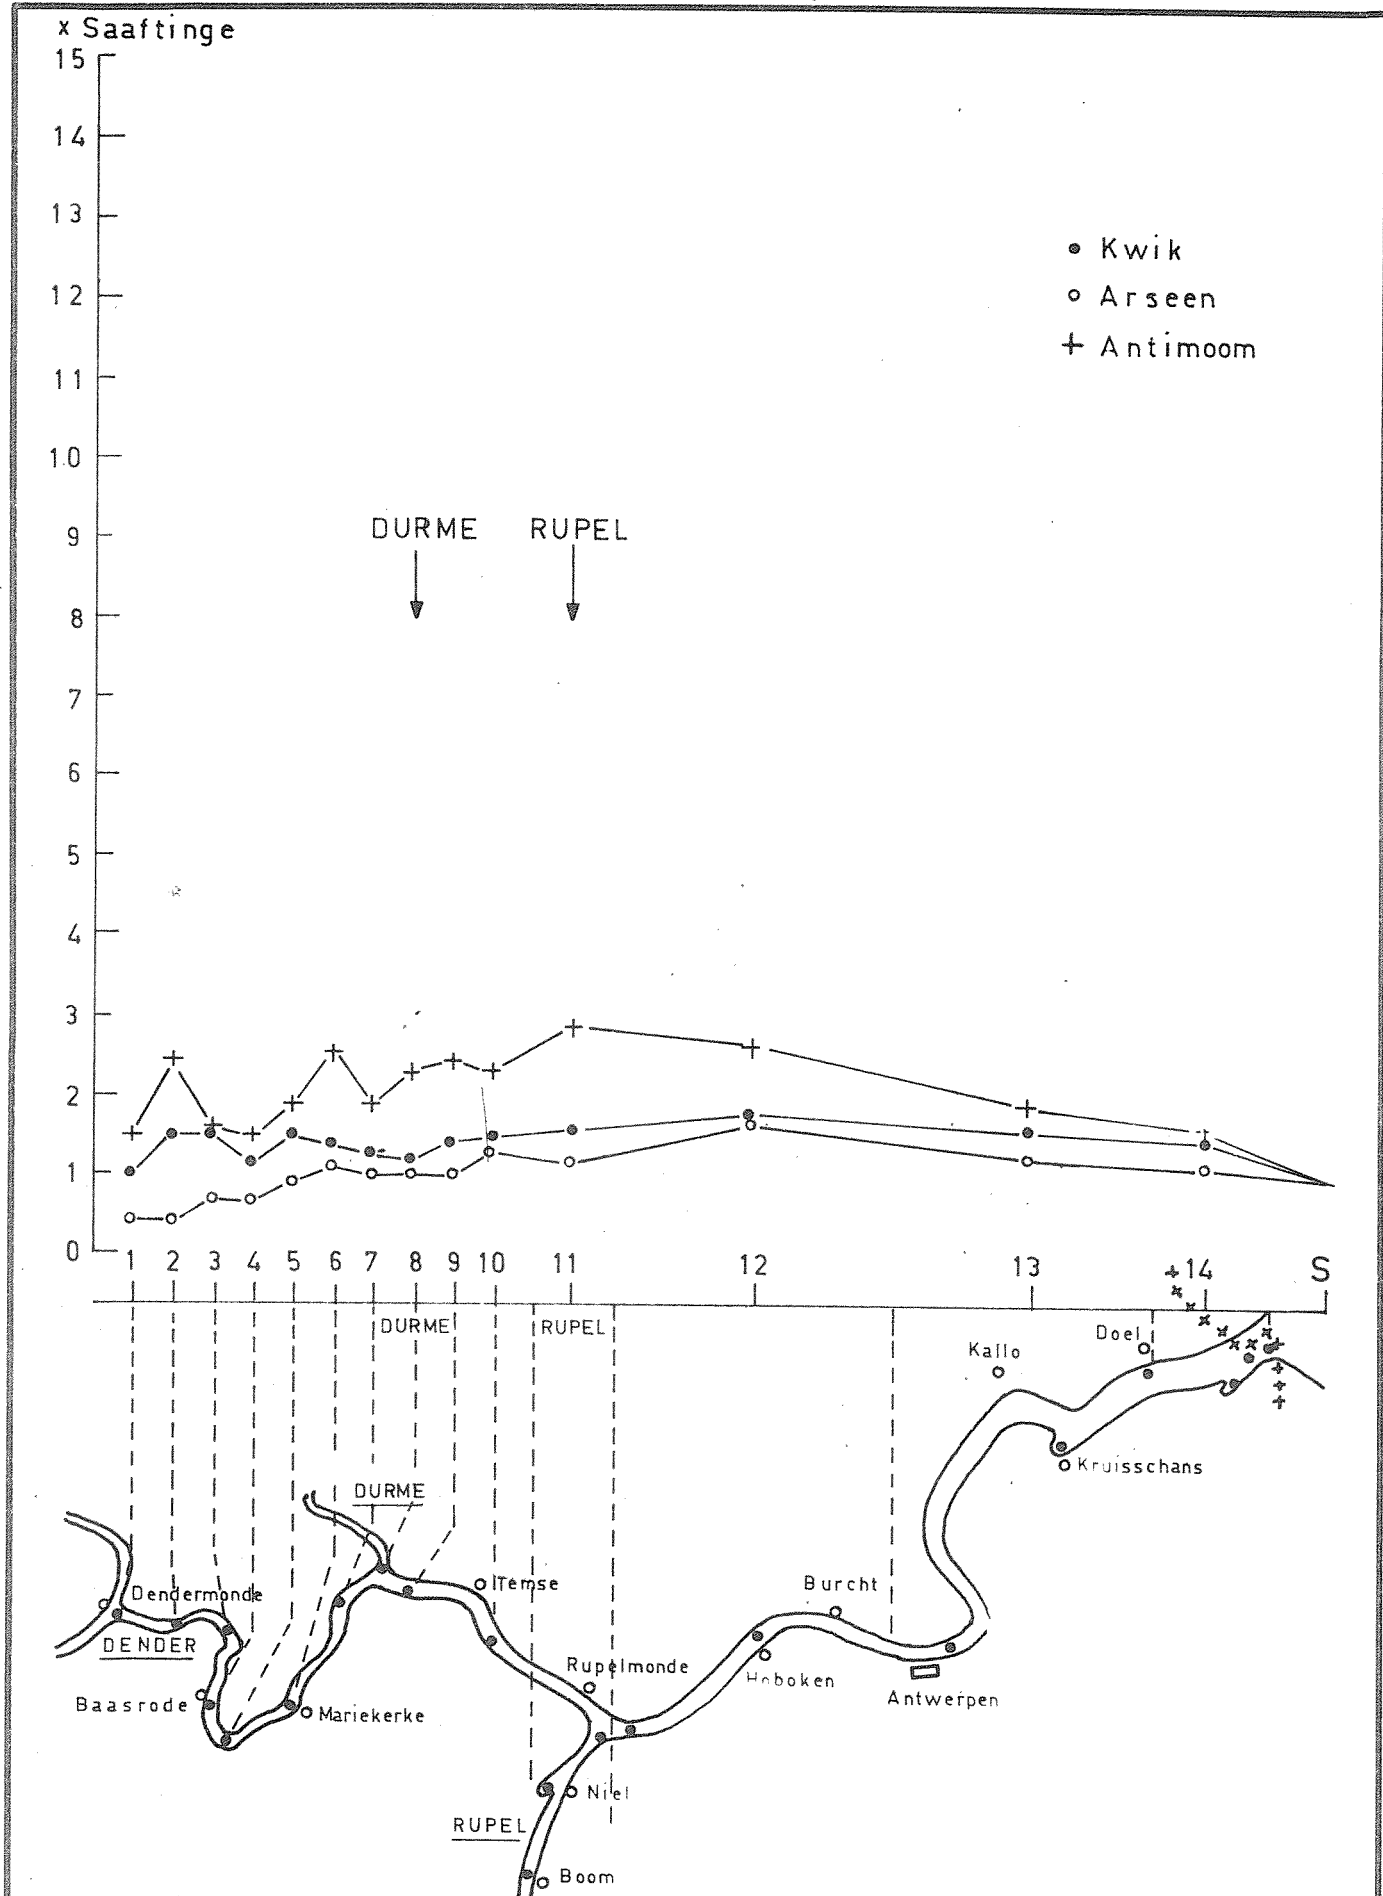 x Saaftinge
15
14
13
12
11
10
9
8
7
6
5
4
3
2
1
0
• Kwik
o Arseen
+ Antimoom
DURME RUPEL
1 2 3 4 5 6 7 8 9 10 11 12 13 14 S
DURME RUPEL
Doel
Kallo
Kruisschans
DURME
Temse
Burcht
Dendermonde
DENDER
Rupelmonde
Hoboken
Baasrode
Mariekerke
Antwerpen
Niel
RUPEL
Boom